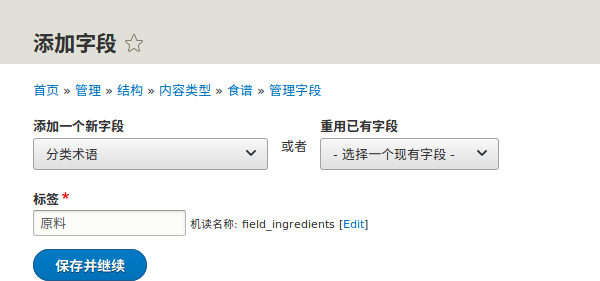 添加字段
首页 » 管理 » 结构 » 内容类型 » 食谱 » 管理字段
添加一个新字段
重用已有字段
分类术语
或者
- 选择一个现有字段 -
标签 *
原料
机读名称: field_ingredients [Edit]
保存并继续